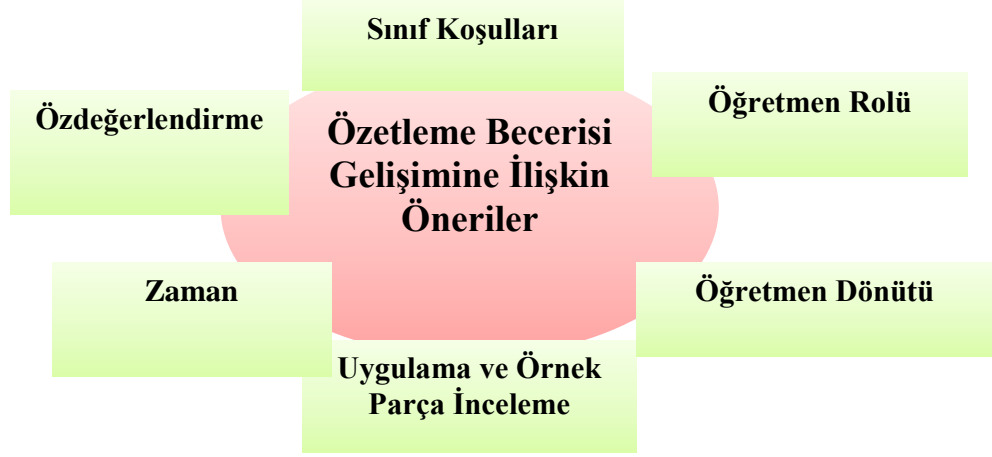 Sınıf Koşulları
Öğretmen Rolü
Özdeğerlendirme
Özetleme Becerisi
Gelişimine İlişkin
Öneriler
Zaman
Öğretmen Dönütü
Uygulama ve Örnek
Parça İnceleme